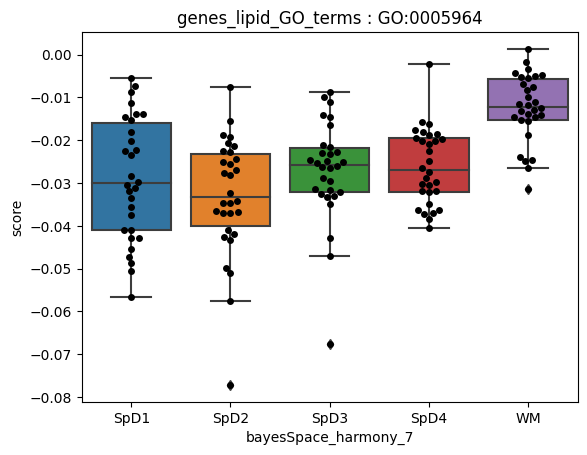 genes_lipid_GO_terms : GO:0005964
0.00
−0.01
−0.02
−0.03
−0.04
−0.05
−0.06
−0.07
−0.08
score
SpD1 SpD2 SpD3 SpD4 WM
bayesSpace_harmony_7